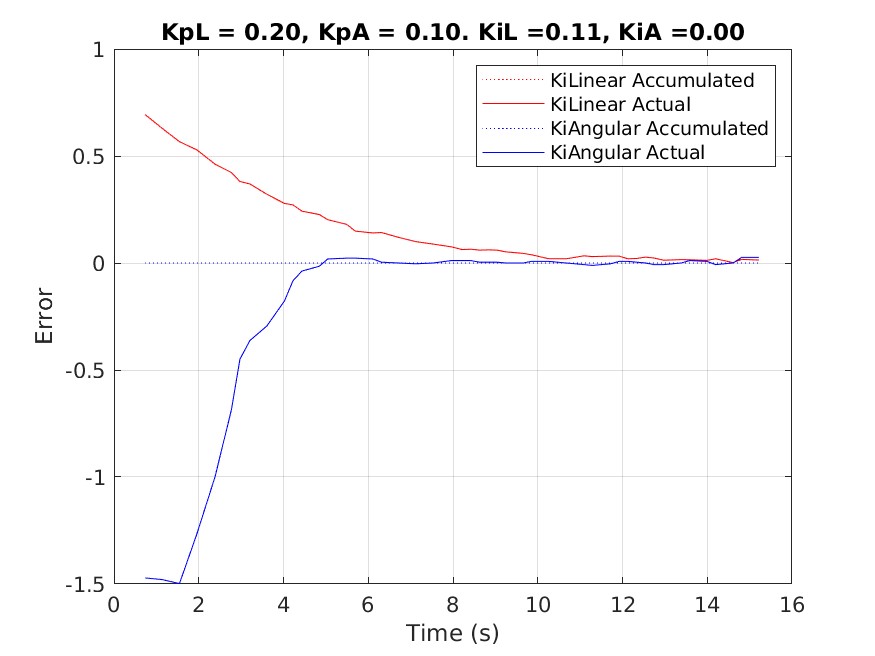 KpL = 0.20, KpA = 0.10. KiL =0.11, KiA =0.00
1
0.5
0
-0.5
-1
-1.5
Error
KiLinear Accumulated
KiLinear Actual
KiAngular Accumulated
KiAngular Actual
0 2 4 6 8 10 12 14 16
Time (s)